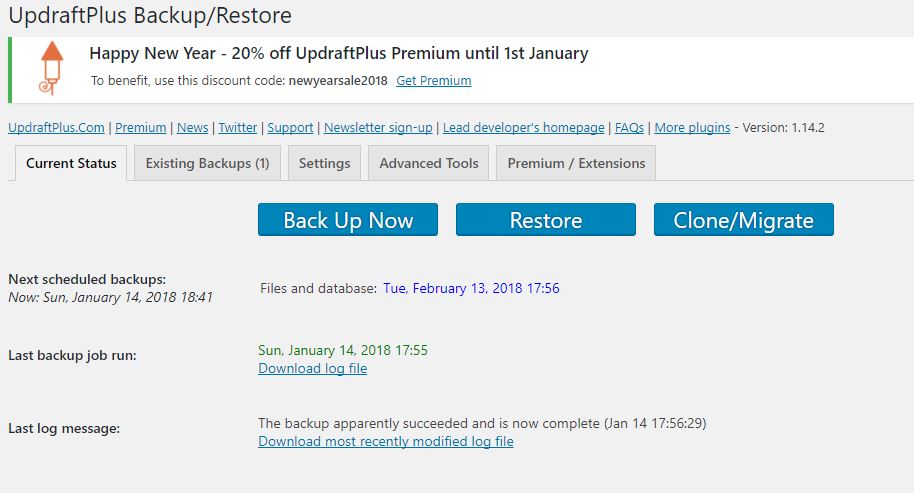 UpdraftPlus Backup/Restore
Happy New Year - 20% off UpdraftPlus Premium until 1st January
To benefit, use this discount code: newyearsale2018 Get Premium
UpdraftPlus.Com | Premium | News | Twitter | Support | Newsletter sign-up | Lead developer's homepage | FAQs | More plugins - Version: 1.14.2
Current Status Existing Backups (1) Settings Advanced Tools Premium / Extensions
Back Up Now Restore Clone/Migrate
Next scheduled backups:
Now: Sun, January 14, 2018 18:41
Files and database: Tue, February 13, 2018 17:56
Last backup job run:
Sun, January 14, 2018 17:55
Download log file
Last log message:
The backup apparently succeeded and is now complete (Jan 14 17:56:29)
Download most recently modified log file